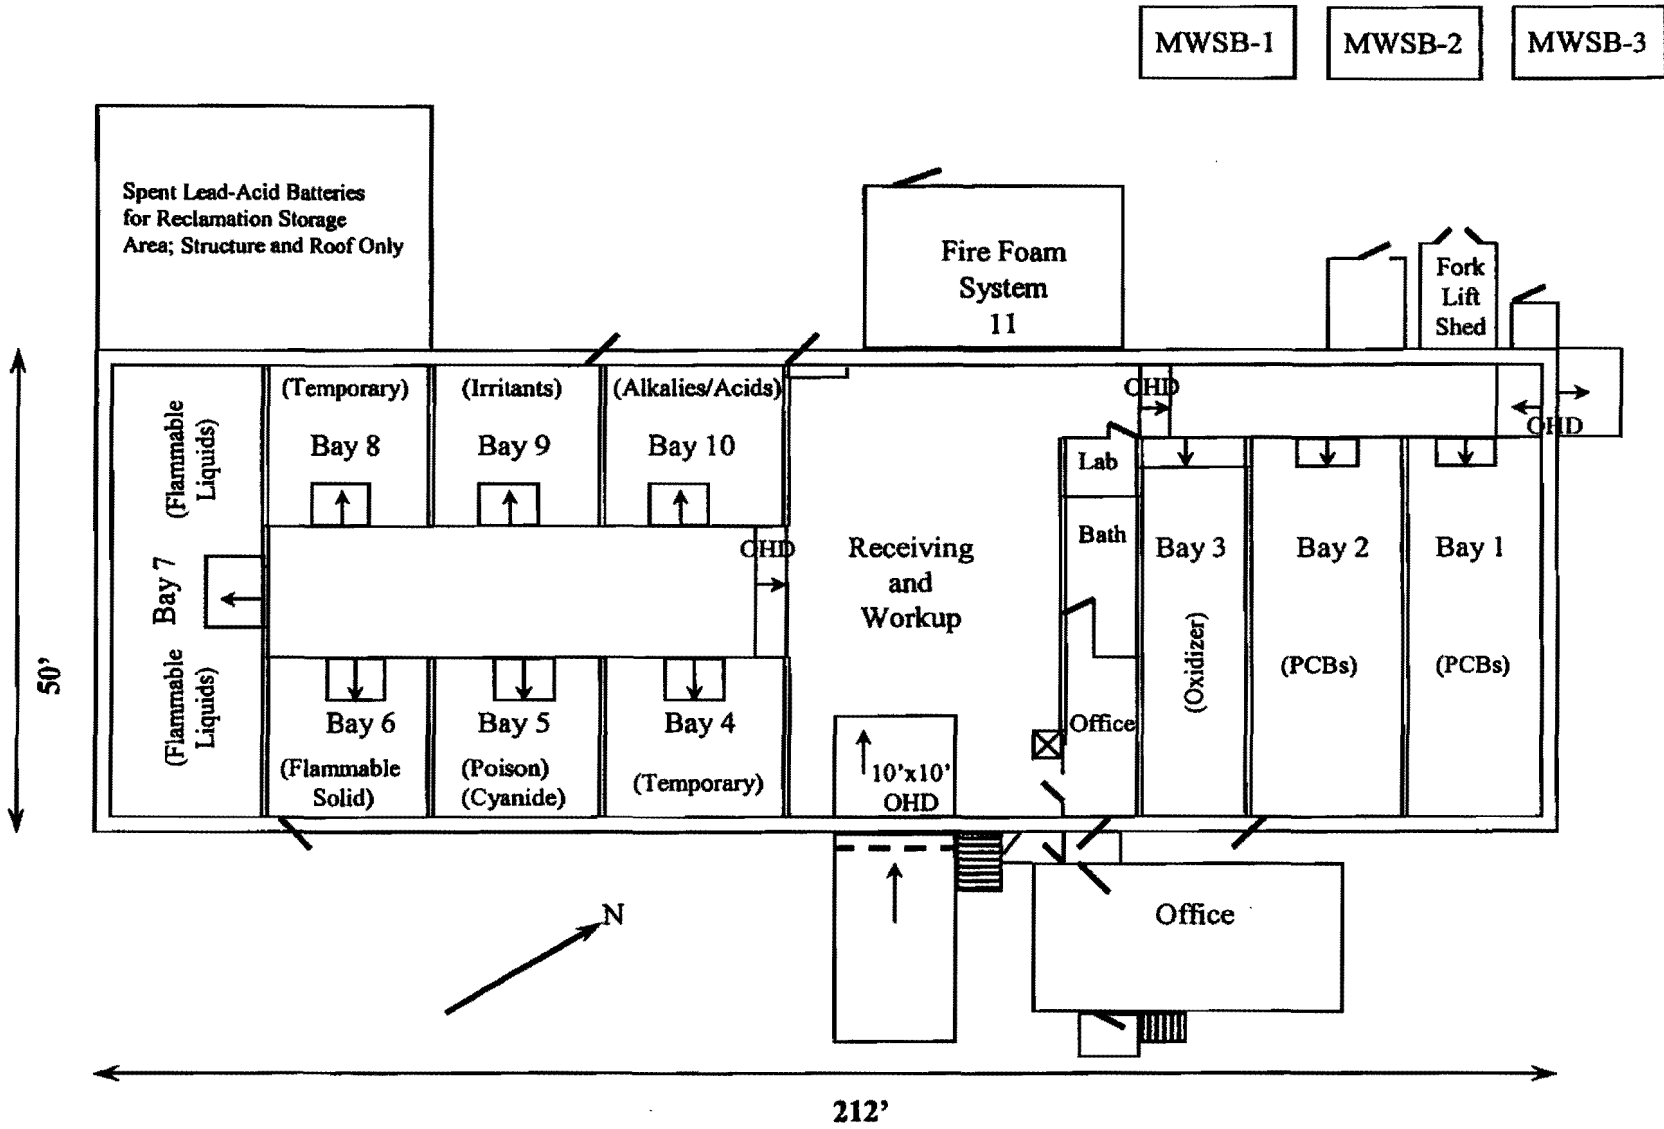 MWSB-1
MWSB-2
MWSB-3
Spent Lead-Acid Batteries
for Reclamation Storage
Area; Structure and Roof Only
Fire Foam
System
11
Fork
Lift
Shed
(Flammable
Liquids)
(Temporary)
Bay 8
(Irritants)
Bay 9
(Alkalies/Acids)
Bay 10
OHD
OHD
Lab
Bath
OHD
Receiving
and
Workup
Bay 7
Bay 3
(Oxidizer)
Bay 2
(PCBs)
Bay 1
(PCBs)
50'
(Flammable
Liquids)
Bay 6
(Flammable
Solid)
Bay 5
(Poison)
(Cyanide)
Bay 4
(Temporary)
10'x10'
OHD
Office
N
Office
212'